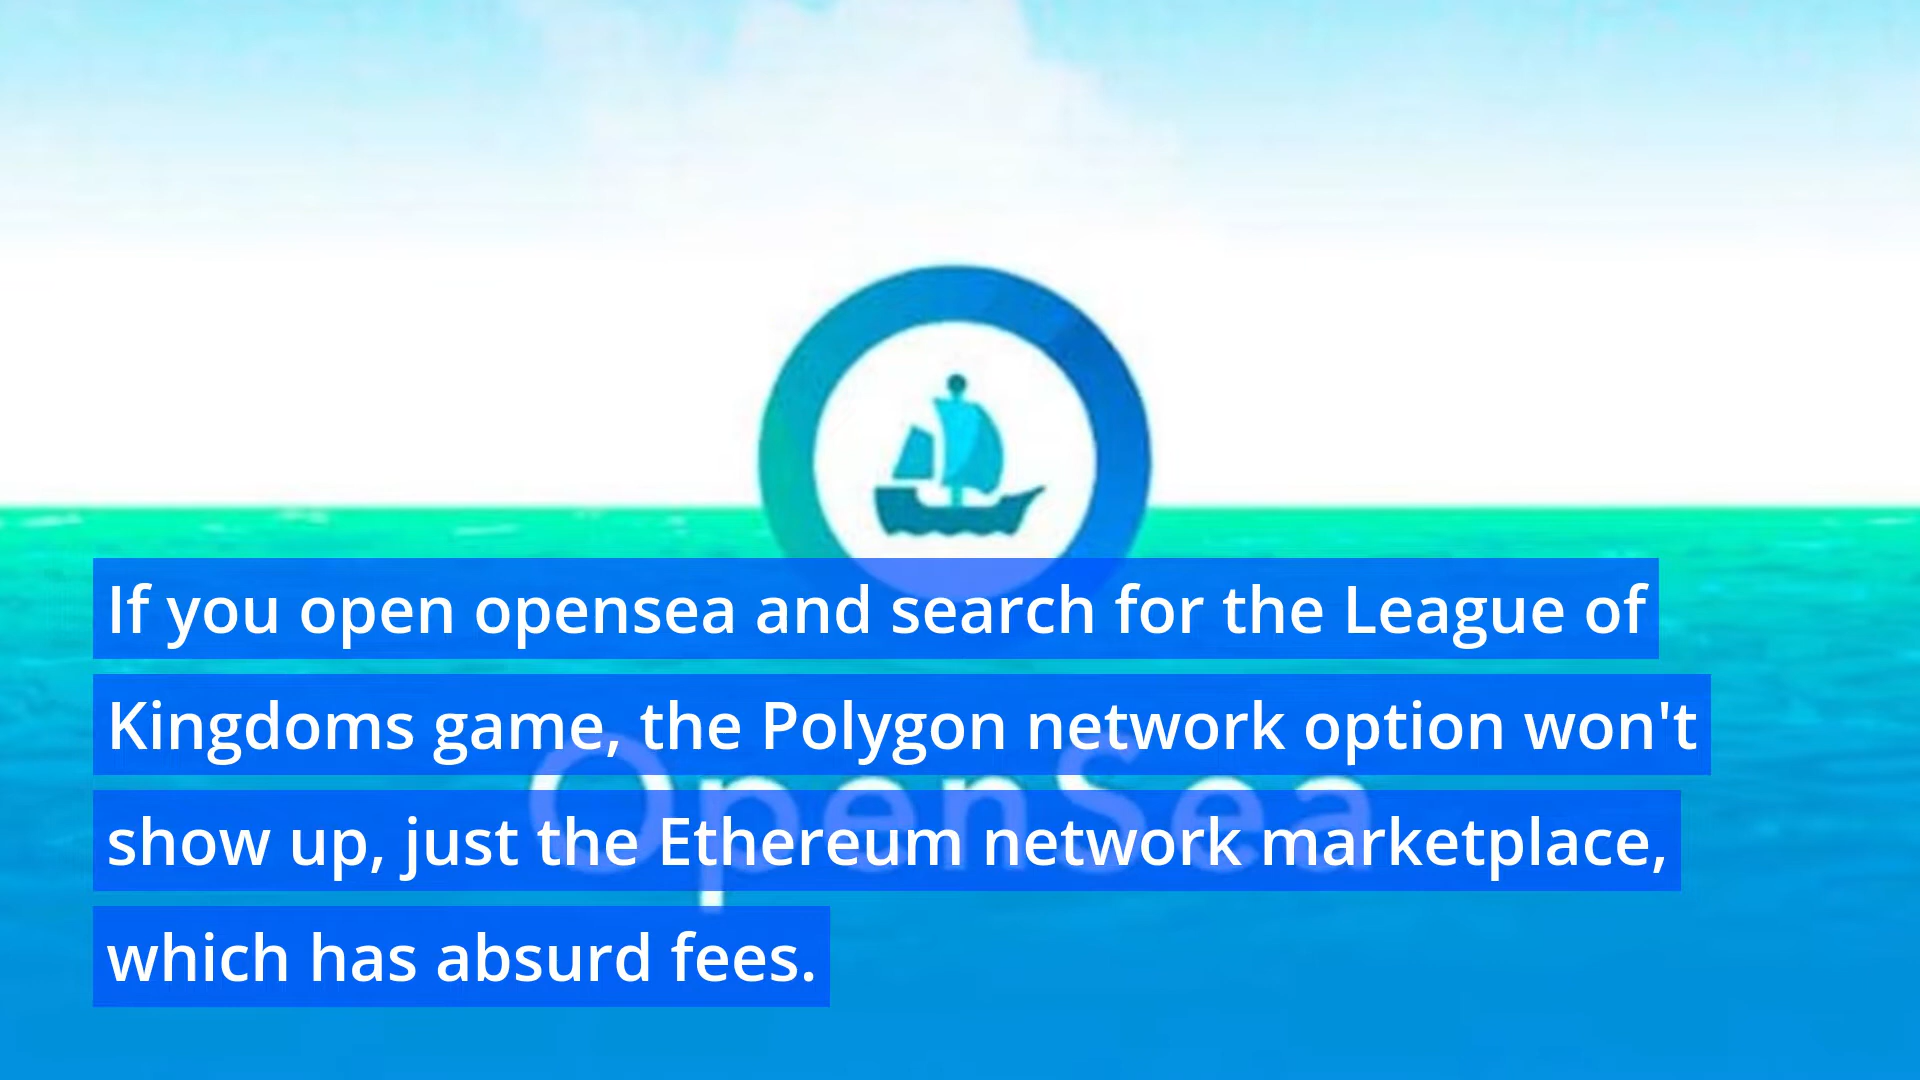 If you open opensea and search for the League of
Kingdoms game, the Polygon network option won't
show up, just the Ethereum network marketplace,
which has absurd fees.
OpenSea